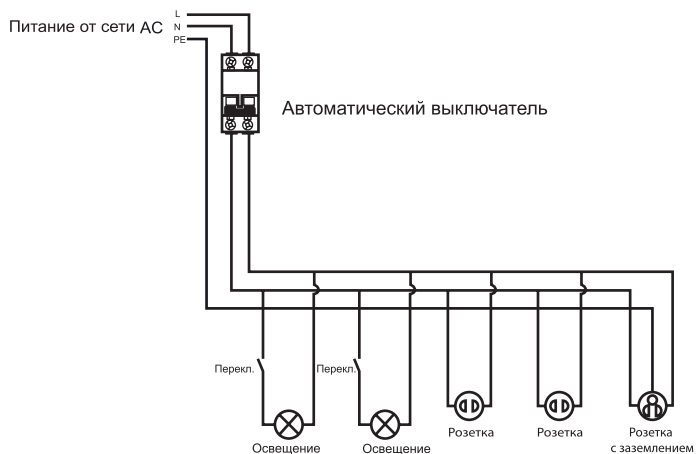 L
Питание от сети AC
N
PE
Автоматический выключатель
Перекл.
Перекл.
Освещение
Освещение
Розетка
Розетка
Розетка
с заземлением